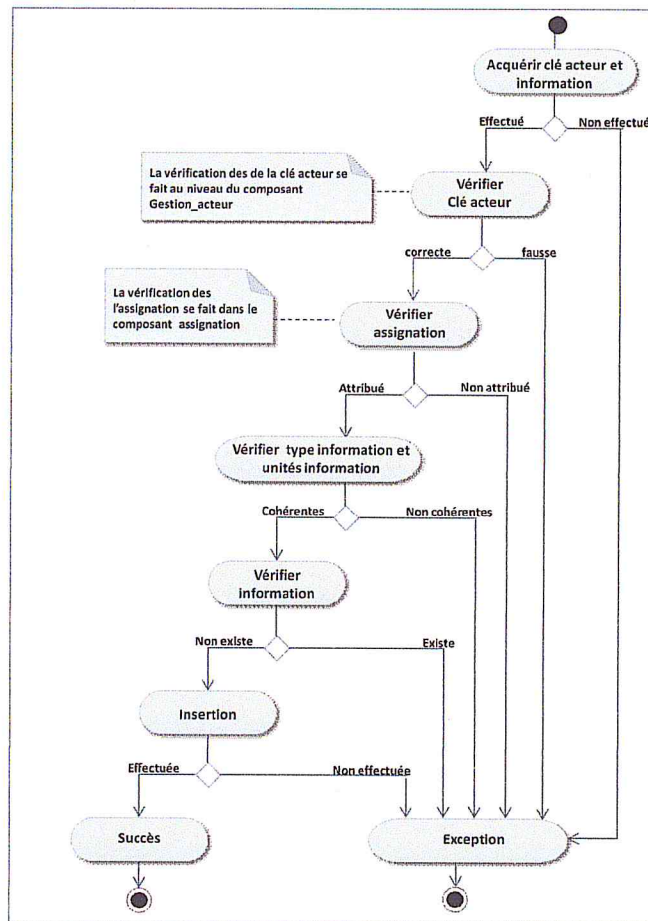 Acquérir clé acteur et
information
Effectué
Non effectué
La vérification des de la clé acteur se
fait au niveau du composant
Gestion_acteur
Vérifier
Clé acteur
correcte
fausse
La vérification des
l'assignation se fait dans le
composant assignation
Vérifier
assignation
Attribué
Non attribué
Vérifier type information et
unités information
Cohérentes
Non cohérentes
Vérifier
information
Non existe
Existe
Insertion
Effectuée
Non effectuée
Succès
Exception